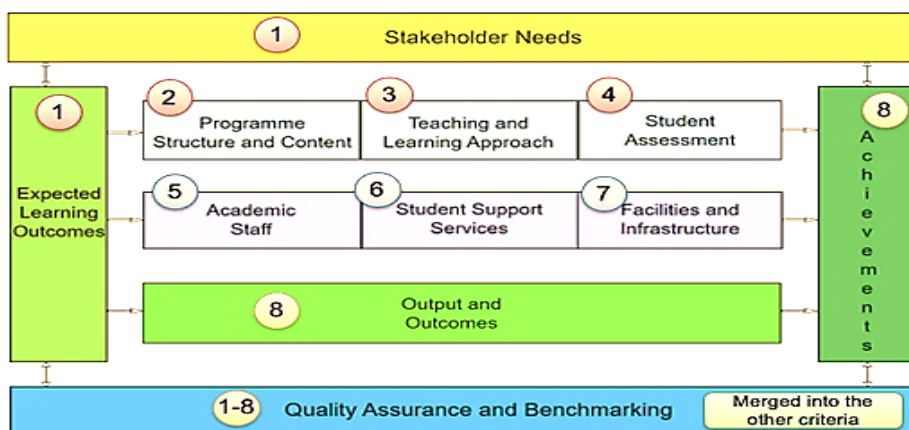 1
Stakeholder Needs
1
Expected
Learning
Outcomes
2
Programme
Structure and Content
3
Teaching and
Learning Approach
4
Student
Assessment
5
Academic
Staff
6
Student Support
Services
7
Facilities and
Infrastructure
8
Output and
Outcomes
8
Achievements
1-8
Quality Assurance and Benchmarking
Merged into the
other criteria